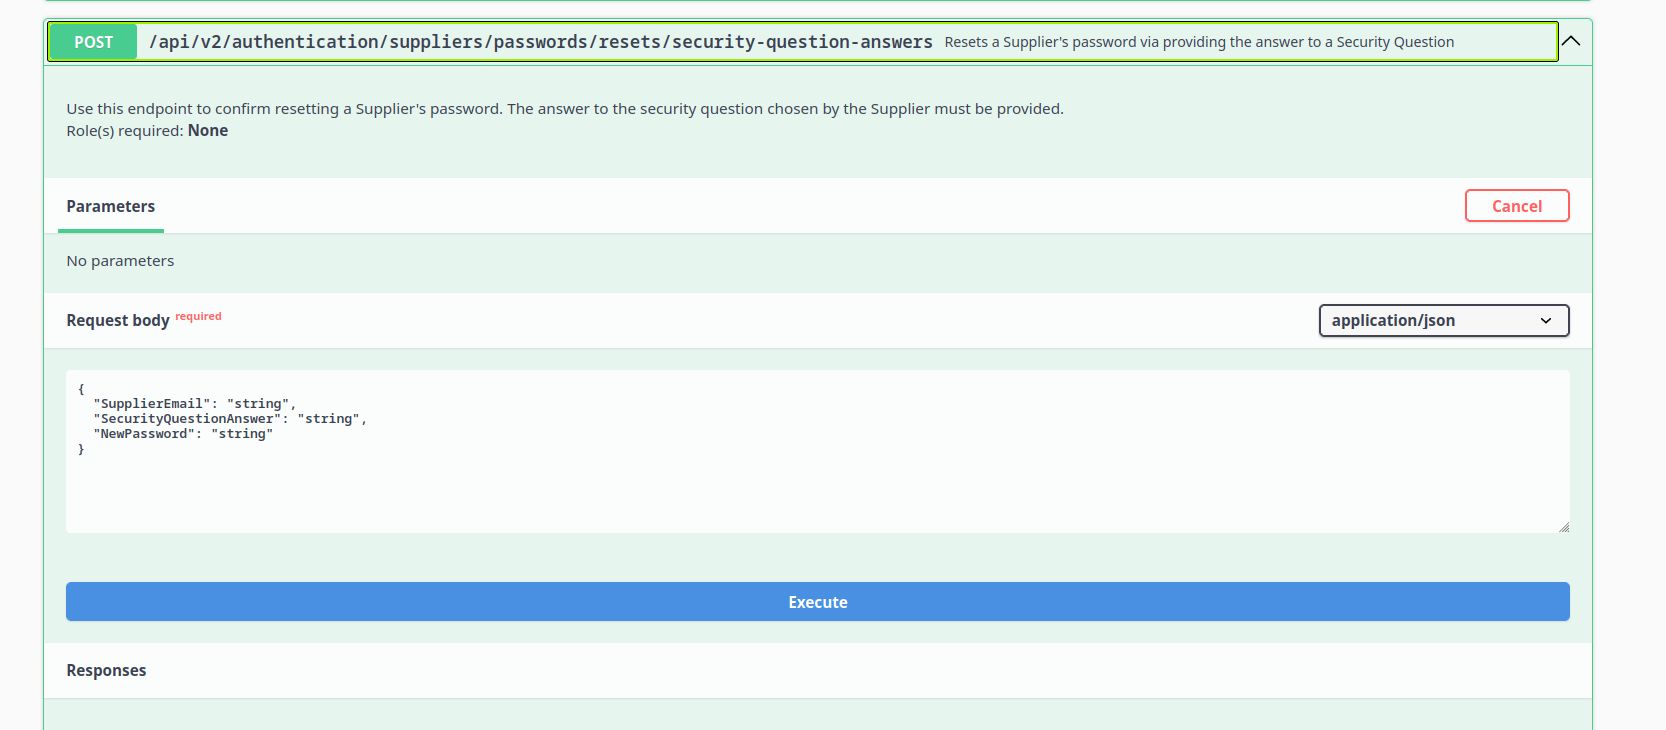 POST /api/v2/authentication/suppliers/passwords/resets/security-question-answers Resets a Supplier's password via providing the answer to a Security Question
Use this endpoint to confirm resetting a Supplier's password. The answer to the security question chosen by the Supplier must be provided.
Role(s) required: None
Parameters
Cancel
No parameters
Request body required
application/json
{
"SupplierEmail": "string",
"SecurityQuestionAnswer": "string",
"NewPassword": "string"
}
Execute
Responses